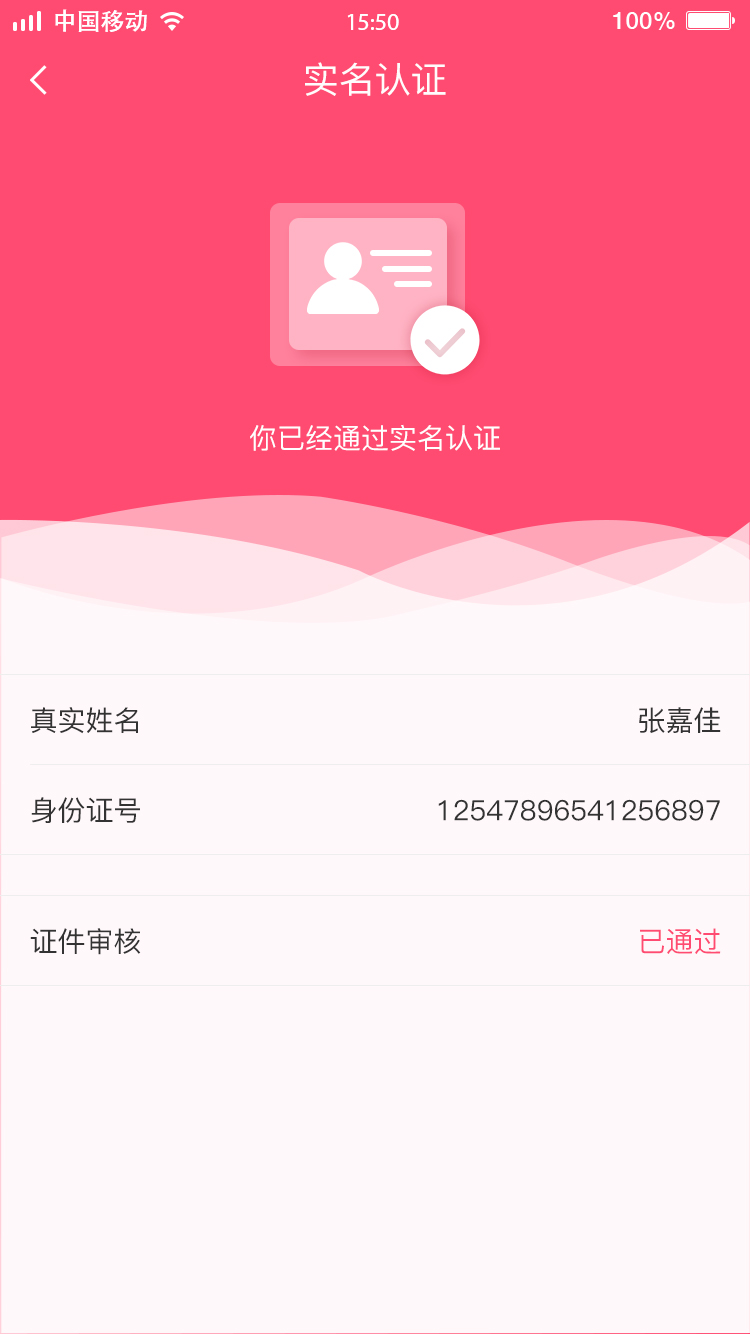 中国移动 15:50 100%
实名认证
你已经通过实名认证
真实姓名 张嘉佳
身份证号 12547896541256897
证件审核 已通过